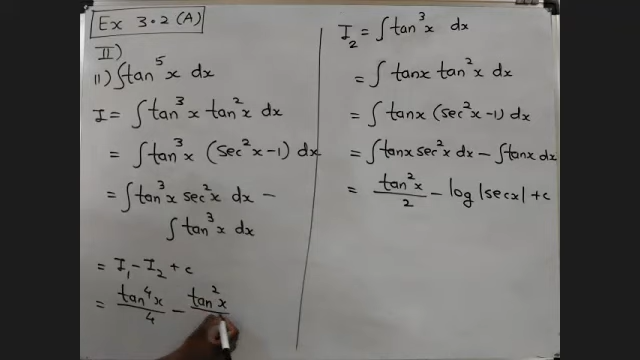 Ex 3.2 (A)
II)
11) ∫tan⁵x dx
I = ∫tan³x tan²x dx
= ∫tan³x (sec²x-1) dx
= ∫tan³x sec²x dx -
∫tan³x dx
= I₁ - I₂ + c
= tan⁴x/4 - tan²x/
I₂ = ∫tan³x dx
= ∫tanx tan²x dx
= ∫tanx (sec²x-1) dx
= ∫tanx sec²x dx - ∫tanx dx
= tan²x/2 - log|secx| + c